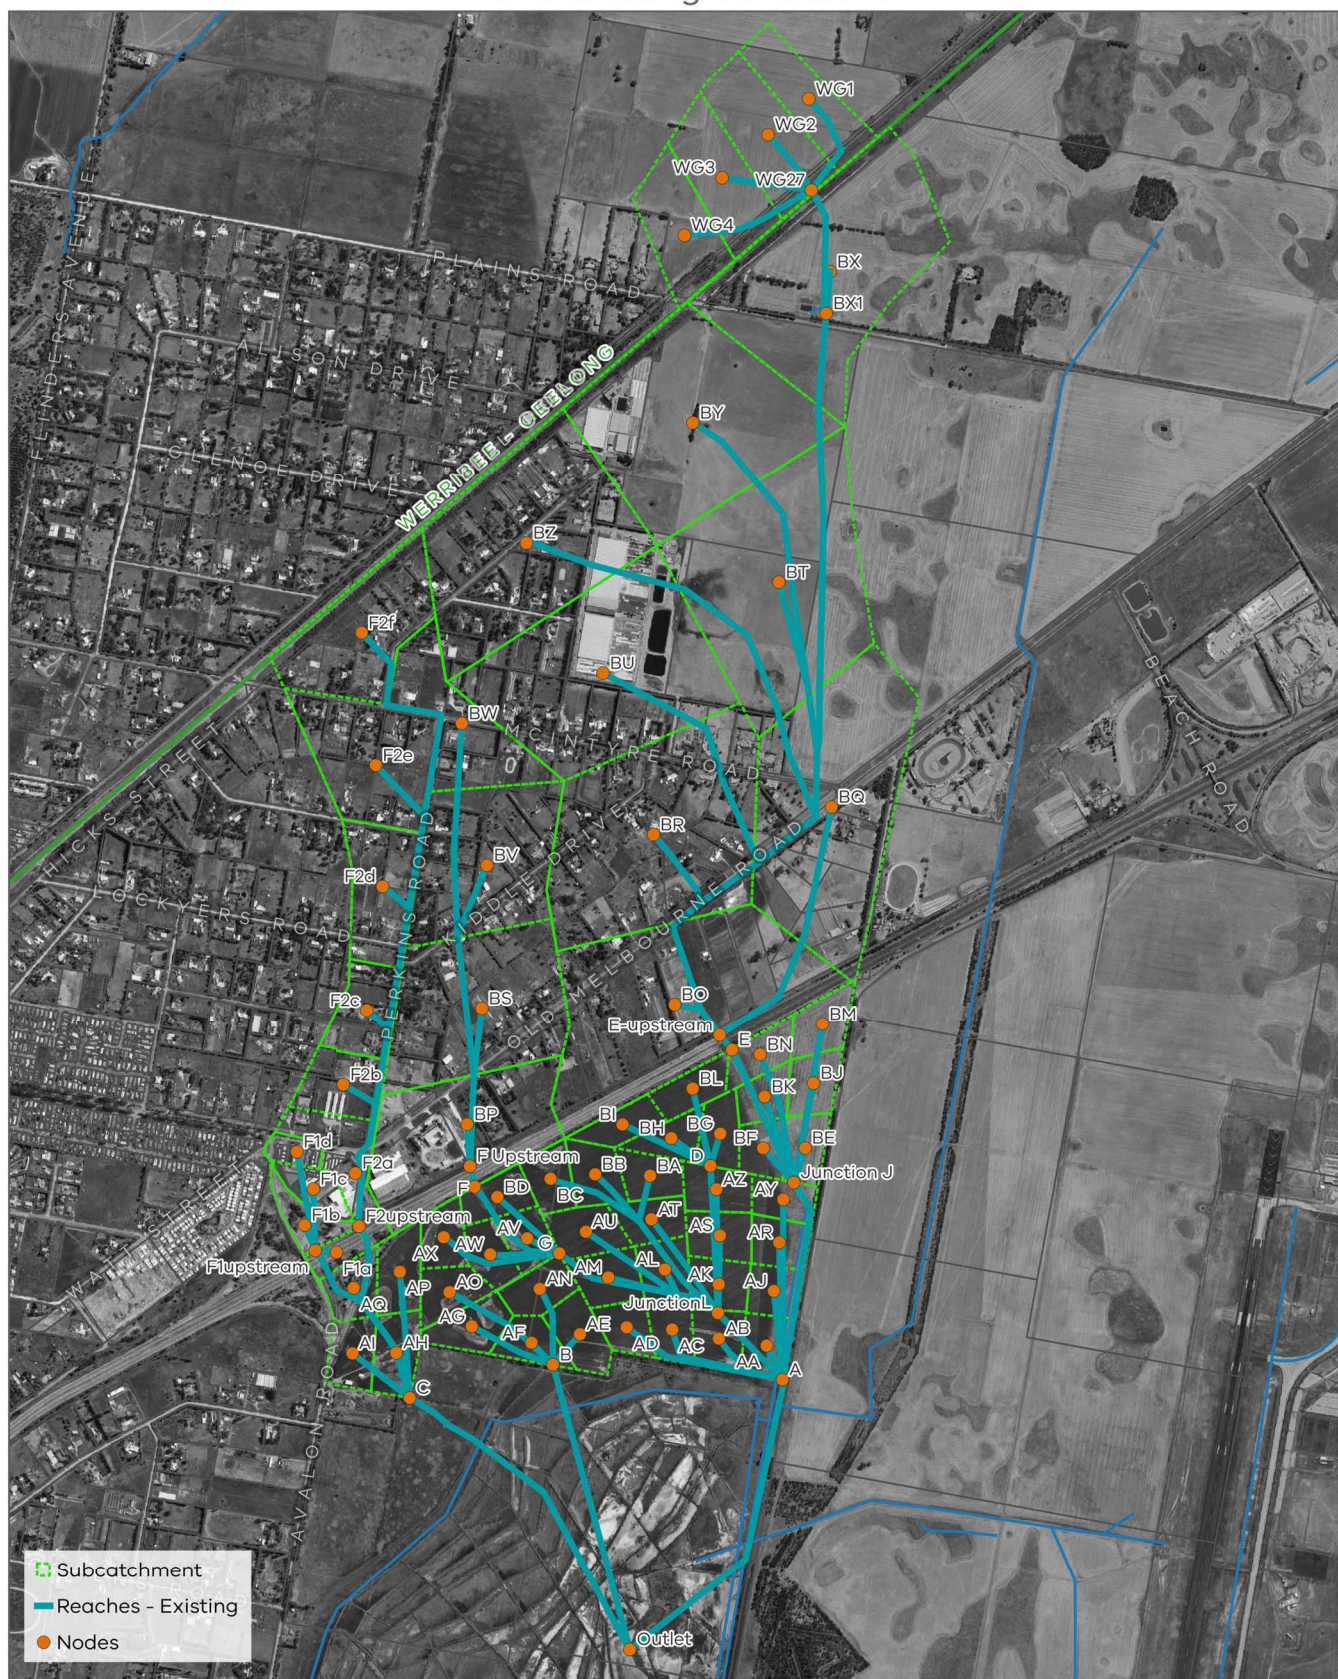 WG1
WG2
WG3
WG27
WG4
BX
BX1
PLAINS ROAD
FLINDERS AVENUE
ALISON DRIVE
WERRIBEE - GEELONG
BY
GLENOE DRIVE
BZ
BT
F2f
BU
BEACH ROAD
BW
MCINTYRE ROAD
HICKS STREET
F2e
BQ
BR
BV
KIDDLE DRIVE
F2d
LOCKYERS ROAD
PERKINS ROAD
OLD MELBOURNE ROAD
F2c
BS
BO
E-upstream
BM
E
BN
F2b
BL
BK
BJ
BP
BI
BH
BG
BF
BE
F1d
F2a
F Upstream
D
Junction J
F1c
BB
BA
AZ
AY
F
BD
BC
F1b
F2upstream
AV
AU
AT
AS
AR
WATT STREET
F1upstream
AX
AW
G
F1a
AP
AO
AN
AM
AL
AK
AJ
AQ
JunctionL
AG
AF
AE
AD
AC
AB
AI
AH
B
AA
A
C
AVALON ROAD
Outlet
Subcatchment
Reaches - Existing
Nodes